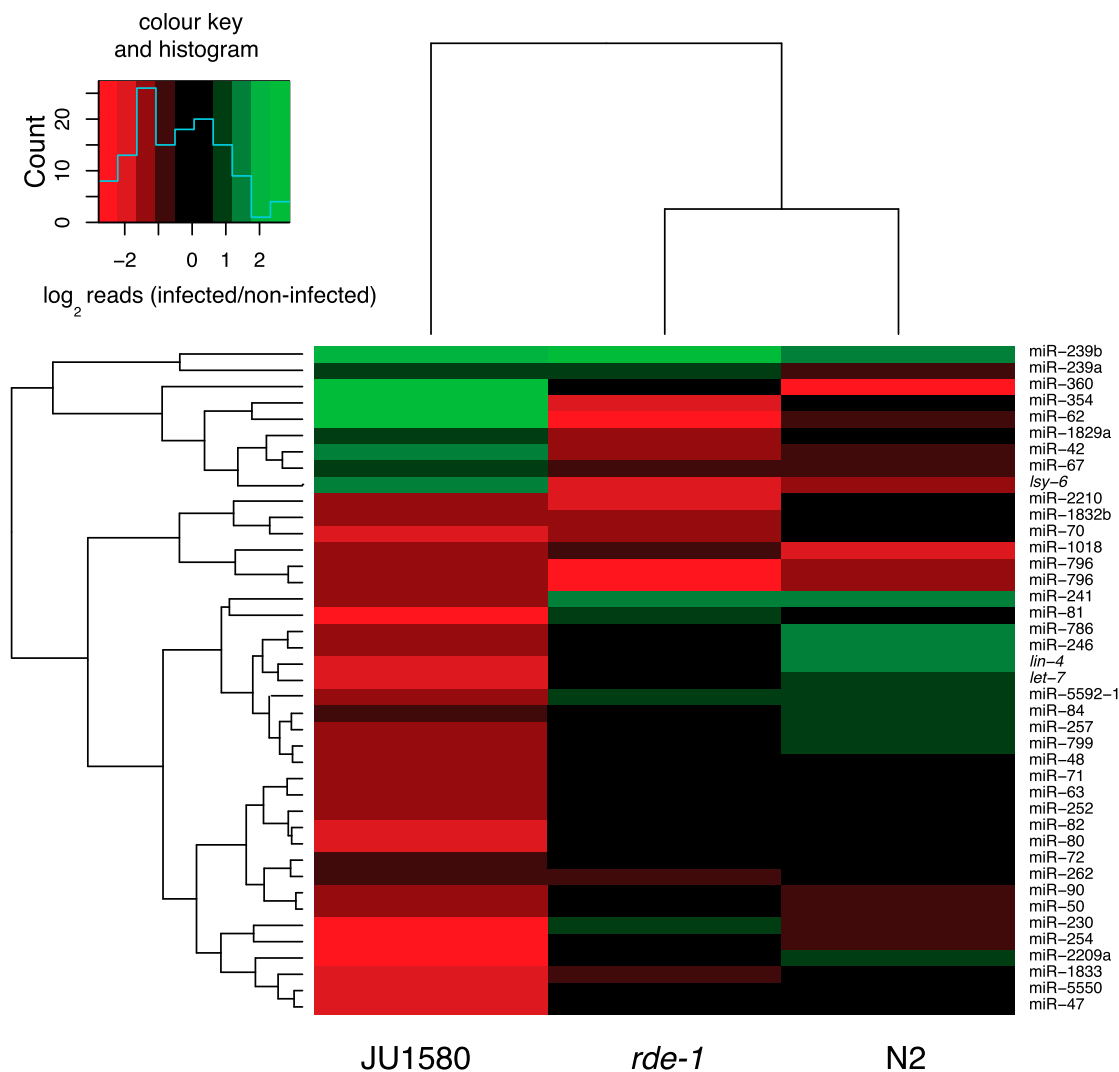 colour key
and histogram
Count
0
10
20
−2
0
1
2
log2 reads (infected/non-infected)
miR−239b
miR−239a
miR−360
miR−354
miR−62
miR−1829a
miR−42
miR−67
lsy−6
miR−2210
miR−1832b
miR−70
miR−1018
miR−796
miR−796
miR−241
miR−81
miR−786
miR−246
lin−4
let−7
miR−5592−1
miR−84
miR−257
miR−799
miR−48
miR−71
miR−63
miR−252
miR−82
miR−80
miR−72
miR−262
miR−90
miR−50
miR−230
miR−254
miR−2209a
miR−1833
miR−5550
miR−47
JU1580
rde-1
N2